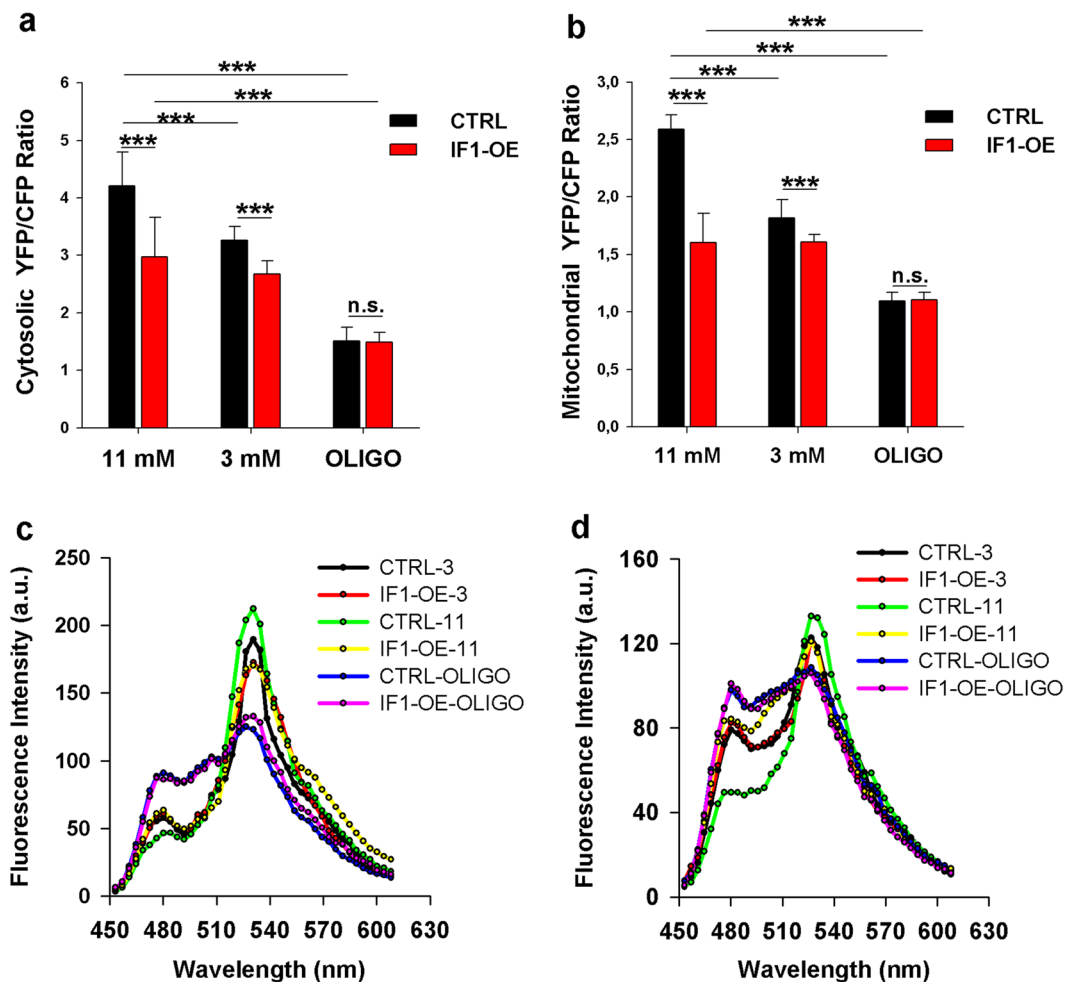 a
Cytosolic YFP/CFP Ratio
6
5
4
3
2
1
0
***
***
***
***
***
n.s.
CTRL
IF1-OE
11 mM
3 mM
OLIGO
b
Mitochondrial YFP/CFP Ratio
3,0
2,5
2,0
1,5
1,0
0,5
0,0
***
***
***
***
***
n.s.
CTRL
IF1-OE
11 mM
3 mM
OLIGO
c
Fluorescence Intensity (a.u.)
250
200
150
100
50
0
CTRL-3
IF1-OE-3
CTRL-11
IF1-OE-11
CTRL-OLIGO
IF1-OE-OLIGO
450 480 510 540 570 600 630
Wavelength (nm)
d
Fluorescence Intensity (a.u.)
160
120
80
40
0
CTRL-3
IF1-OE-3
CTRL-11
IF1-OE-11
CTRL-OLIGO
IF1-OE-OLIGO
450 480 510 540 570 600 630
Wavelength (nm)